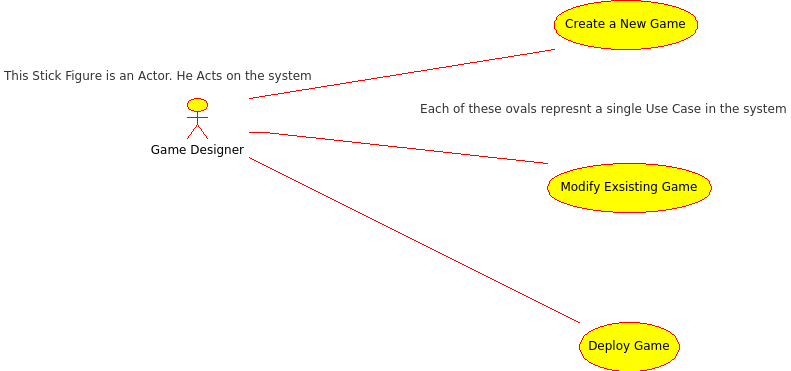 Create a New Game
This Stick Figure is an Actor. He Acts on the system
Each of these ovals represnt a single Use Case in the system
Game Designer
Modify Exsisting Game
Deploy Game